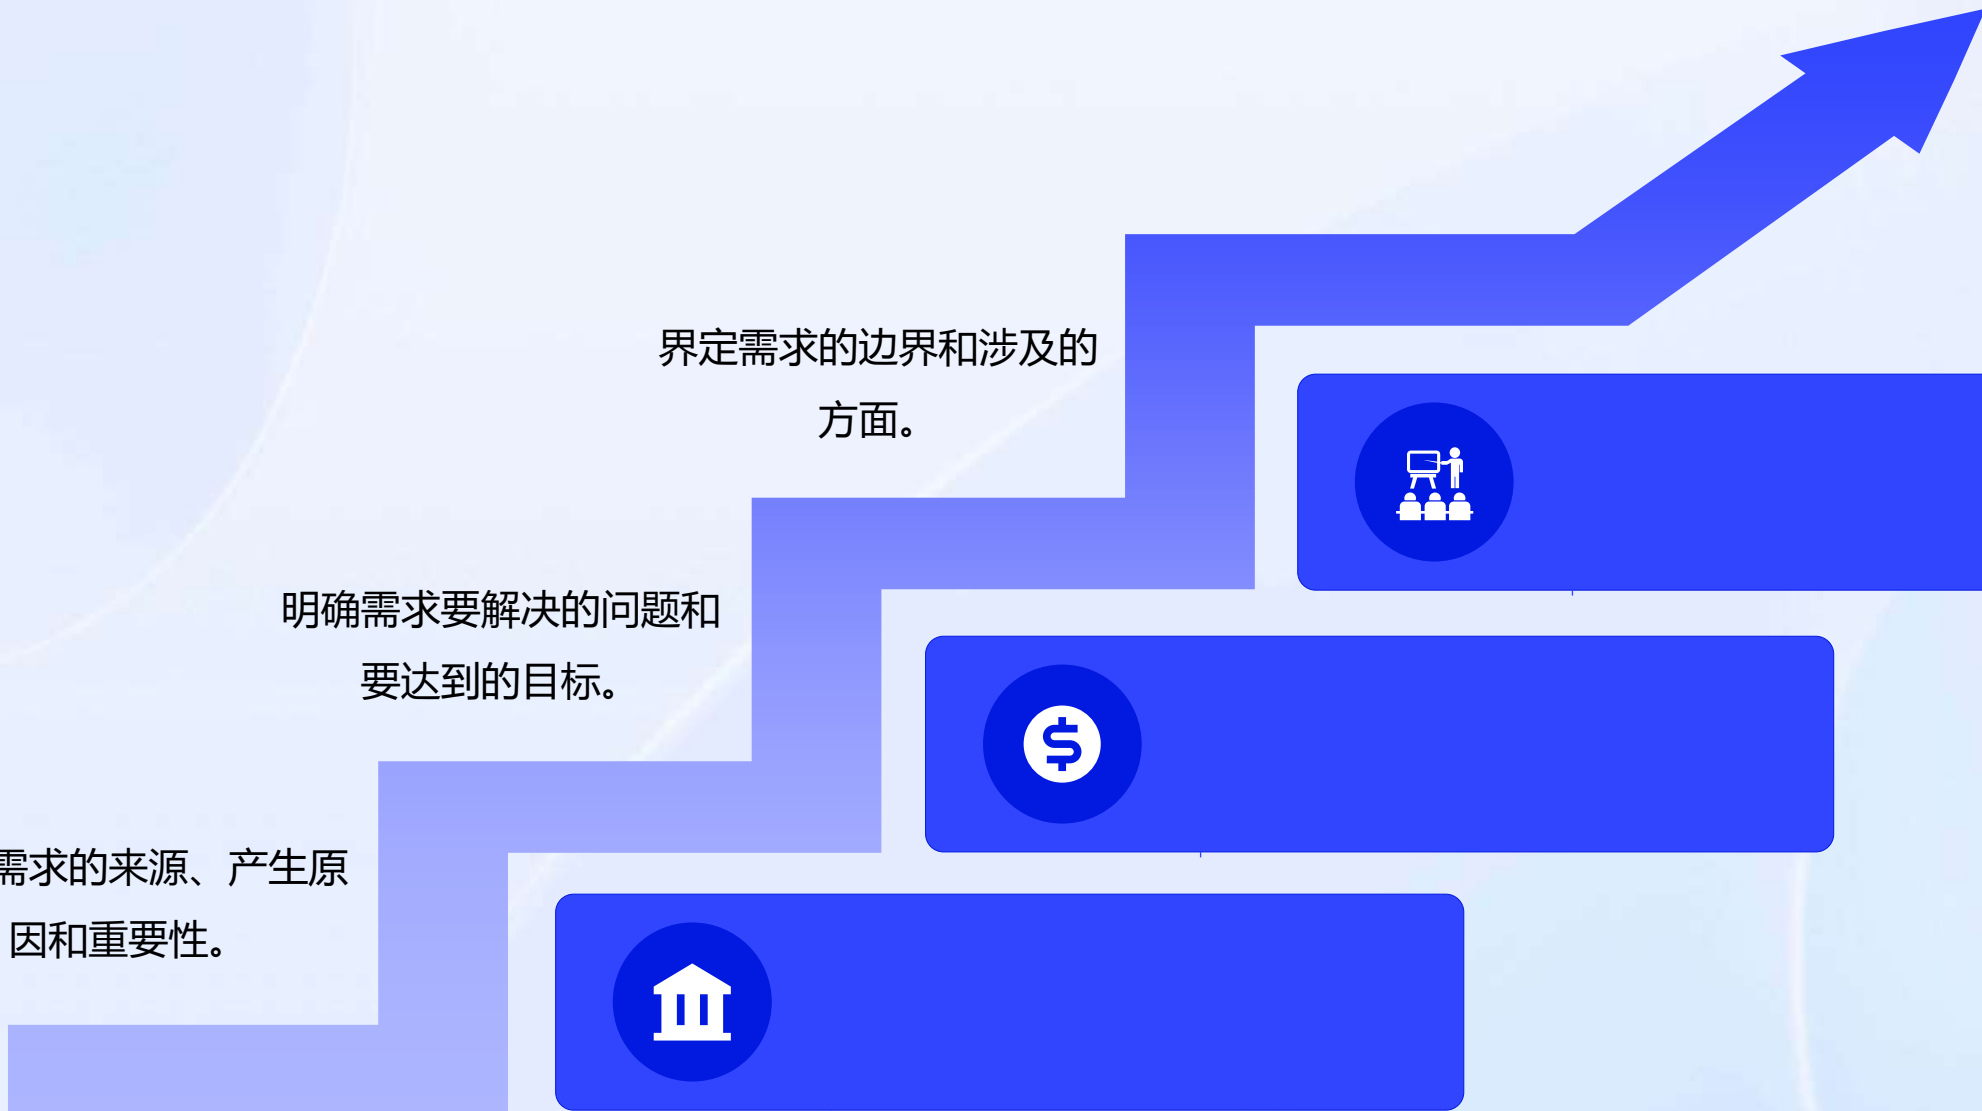 界定需求的边界和涉及的
方面。
明确需求要解决的问题和
要达到的目标。
需求的来源、产生原
因和重要性。